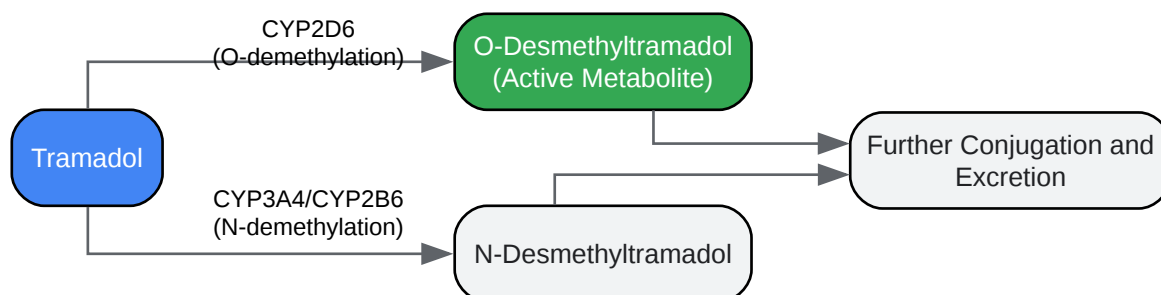 CYP2D6
(O-demethylation)
O-Desmethyltramadol
(Active Metabolite)
Tramadol
Further Conjugation and
Excretion
CYP3A4/CYP2B6
(N-demethylation)
N-Desmethyltramadol